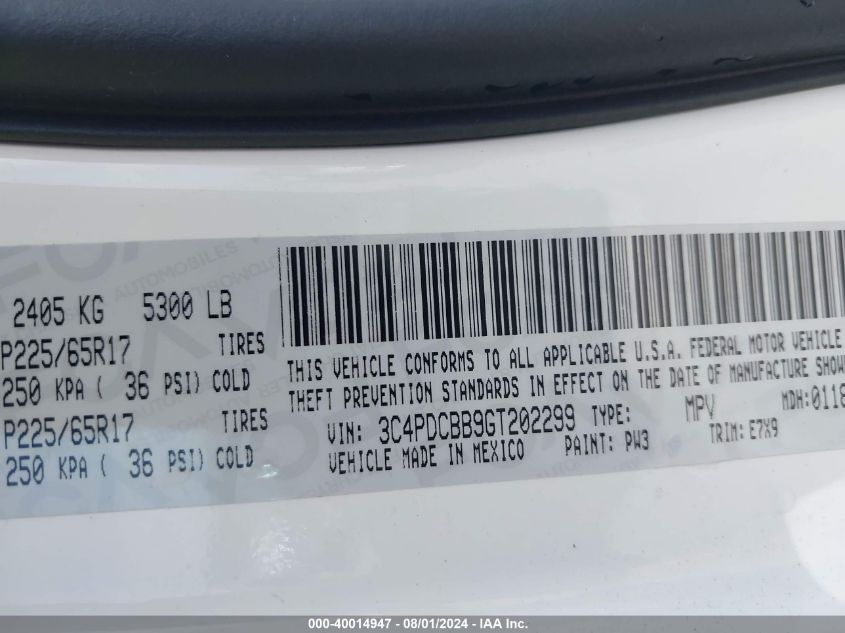 2405 KG 5300 LB
P225/65R17 TIRES
250 KPA ( 36 PSI) COLD
P225/65R17 TIRES
250 KPA ( 36 PSI) COLD
THIS VEHICLE CONFORMS TO ALL APPLICABLE U.S.A. FEDERAL MOTOR VEHICLE
THEFT PREVENTION STANDARDS IN EFFECT ON THE DATE OF MANUFACTURE SHOW
VIN: 3C4PDCBB9GT202299 TYPE: MPV MDH:0118
VEHICLE MADE IN MEXICO PAINT: PW3 TRIM: E7X9
000-40014947 - 08/01/2024 - IAA Inc.